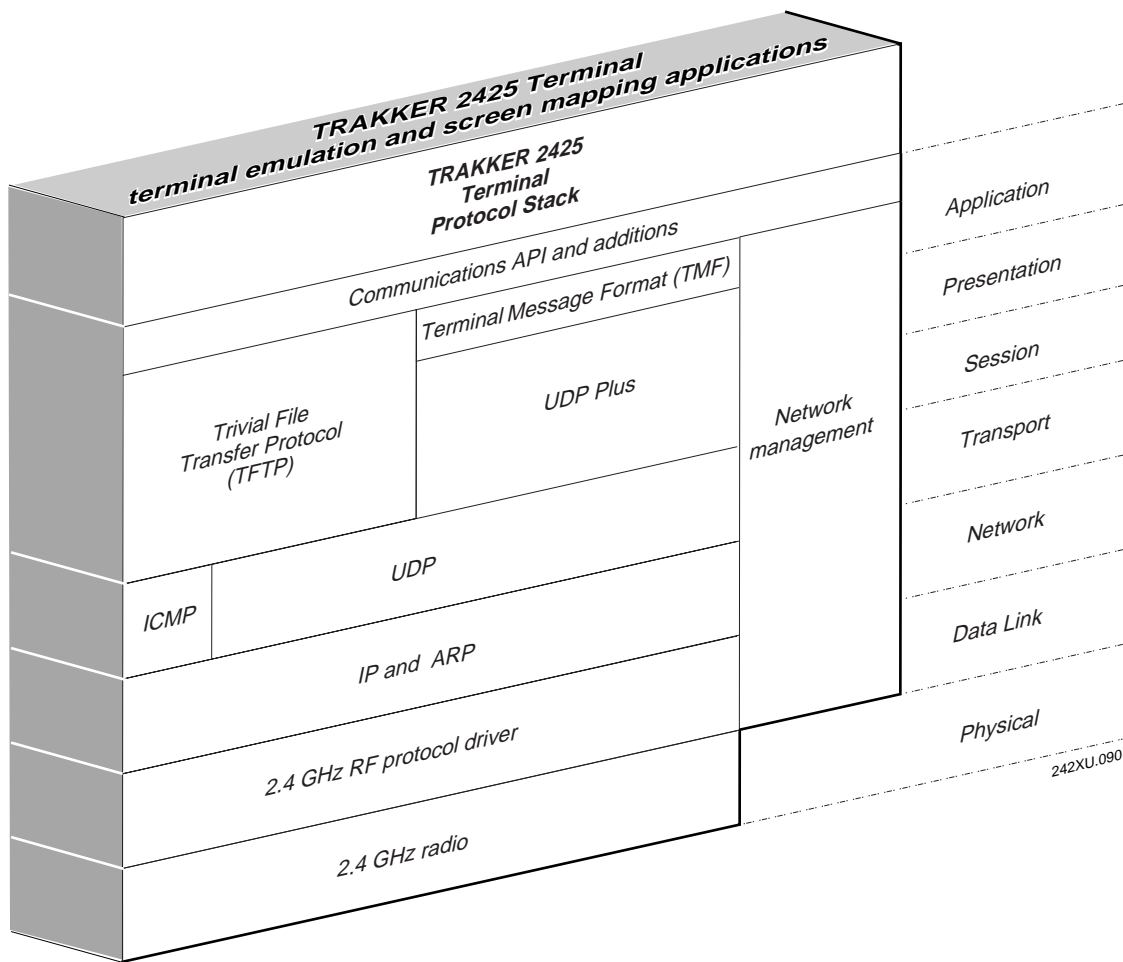 TRAKKER 2425 Terminal
terminal emulation and screen mapping applications
TRAKKER 2425
Terminal
Protocol Stack
Communications API and additions
Terminal Message Format (TMF)
Trivial File
Transfer Protocol
(TFTP)
UDP Plus
Network
management
ICMP
UDP
IP and ARP
2.4 GHz RF protocol driver
2.4 GHz radio
Application
Presentation
Session
Transport
Network
Data Link
Physical
242XU.090